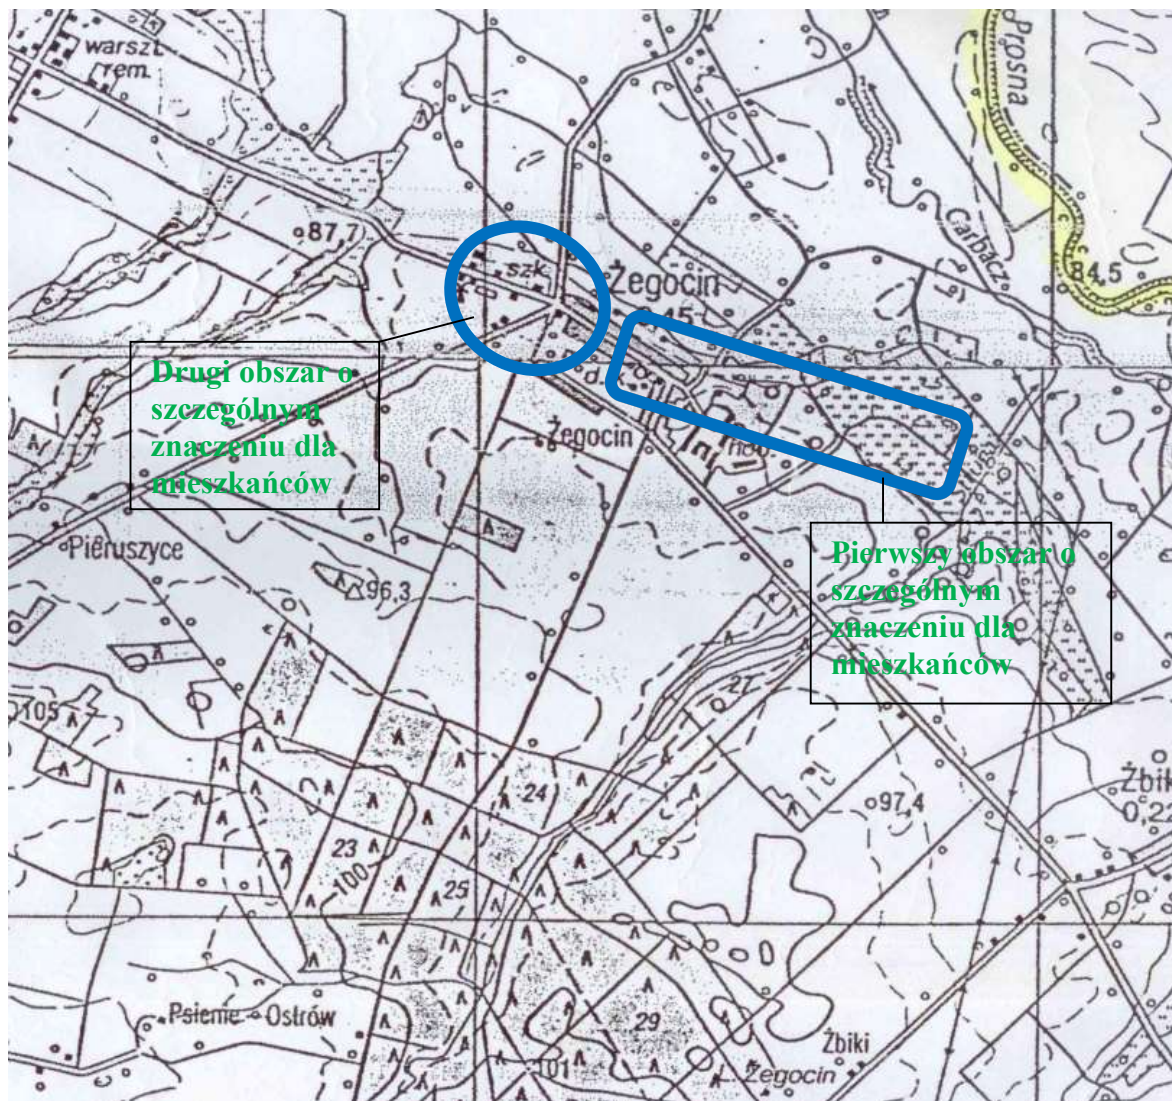 warszt.
rem.
Prosna
87,7
szk.
Żegocin
Garbacz
84,5
Drugi obszar o
szczególnym
znaczeniu dla
mieszkańców
Żegocin
Pierwszy obszar o
szczególnym
znaczeniu dla
mieszkańców
Pieruszyce
96,3
27
105
97,4
24
23
100
25
Psienie-Ostrów
29
Żbiki
101
L. Żegocin